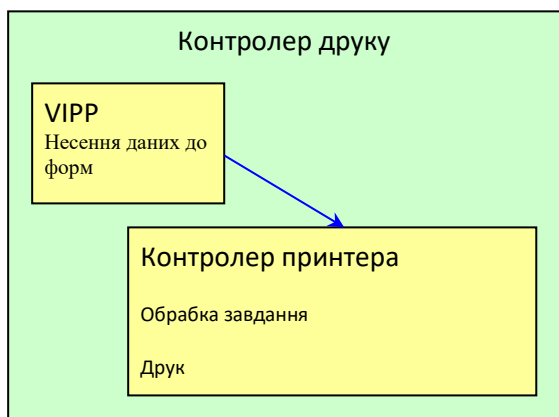 Контролер друку
VIPP
Несення даних до
форм
Контролер принтера
Обрабка завдання
Друк